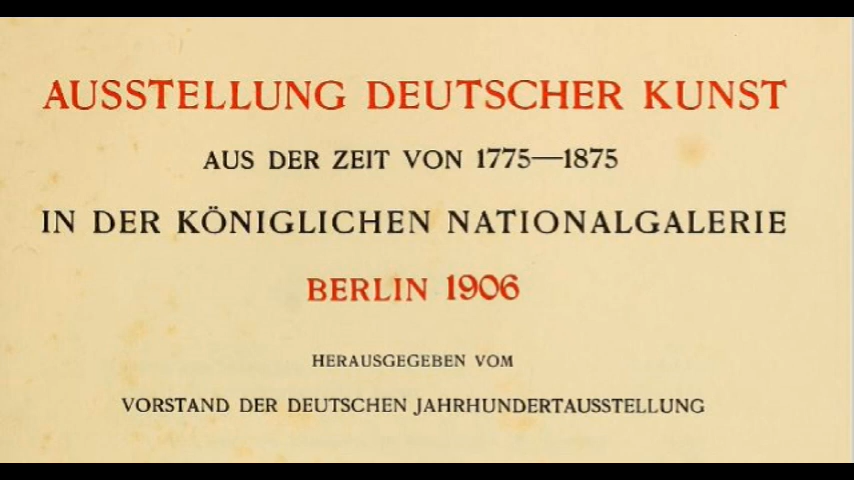 AUSSTELLUNG DEUTSCHER KUNST
AUS DER ZEIT VON 1775—1875
IN DER KÖNIGLICHEN NATIONALGALERIE
BERLIN 1906
HERAUSGEGEBEN VOM
VORSTAND DER DEUTSCHEN JAHRHUNDERTAUSSTELLUNG